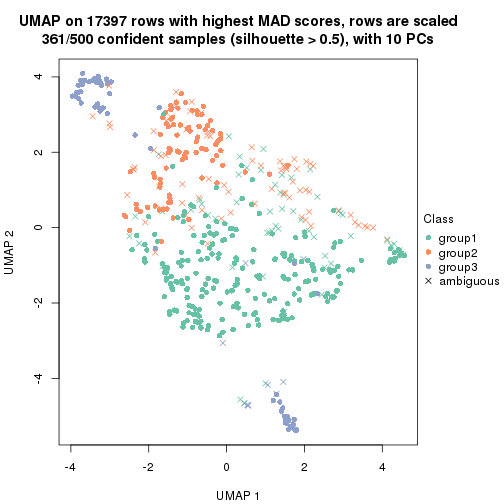 UMAP on 17397 rows with highest MAD scores, rows are scaled
361/500 confident samples (silhouette > 0.5), with 10 PCs
4
2
0
-2
-4
UMAP 2
-4
-2
0
2
4
UMAP 1
Class
group1
group2
group3
ambiguous